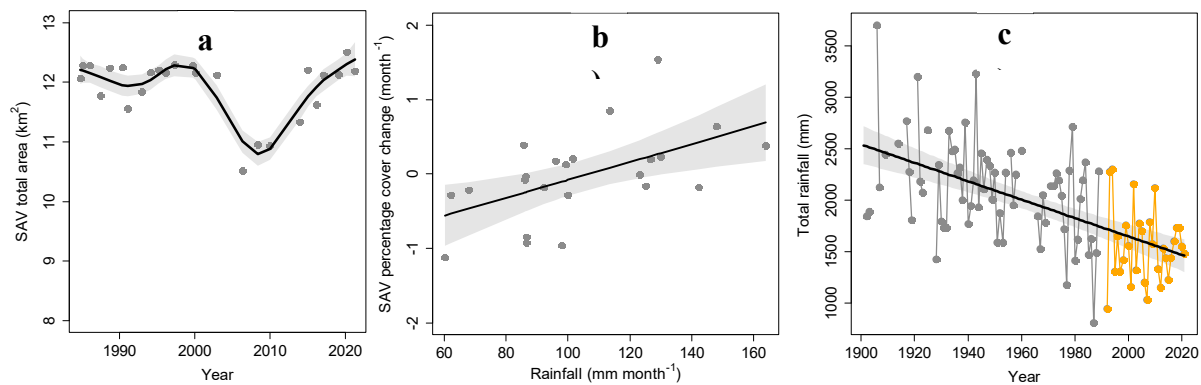 a
13
12
11
10
9
8
SAV total area (km²)
1990 2000 2010 2020
Year
b
2
1
0
-1
-2
SAV percentage cover change (month⁻¹)
60 80 100 120 140 160
Rainfall (mm month⁻¹)
c
3500
3000
2500
2000
1500
1000
Total rainfall (mm)
1900 1920 1940 1960 1980 2000 2020
Year